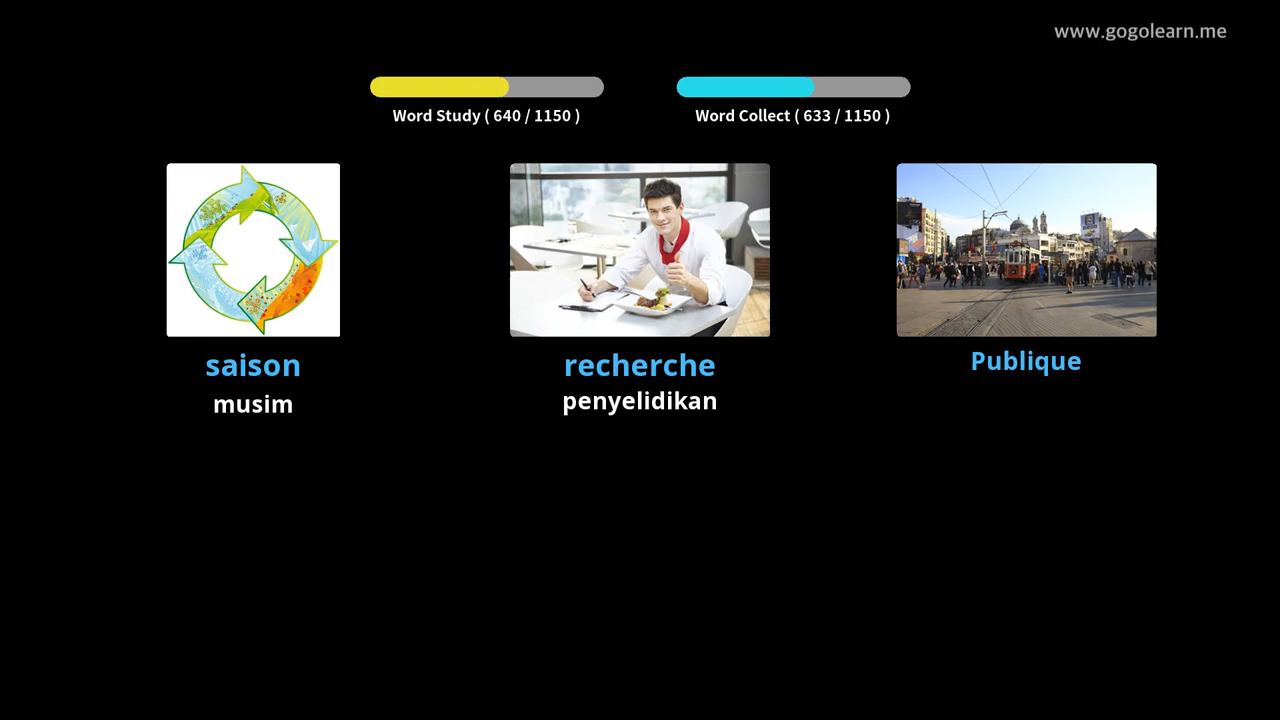 www.gogolearn.me
Word Study ( 640 / 1150 )
Word Collect ( 633 / 1150 )
saison
recherche
Publique
musim
penyelidikan